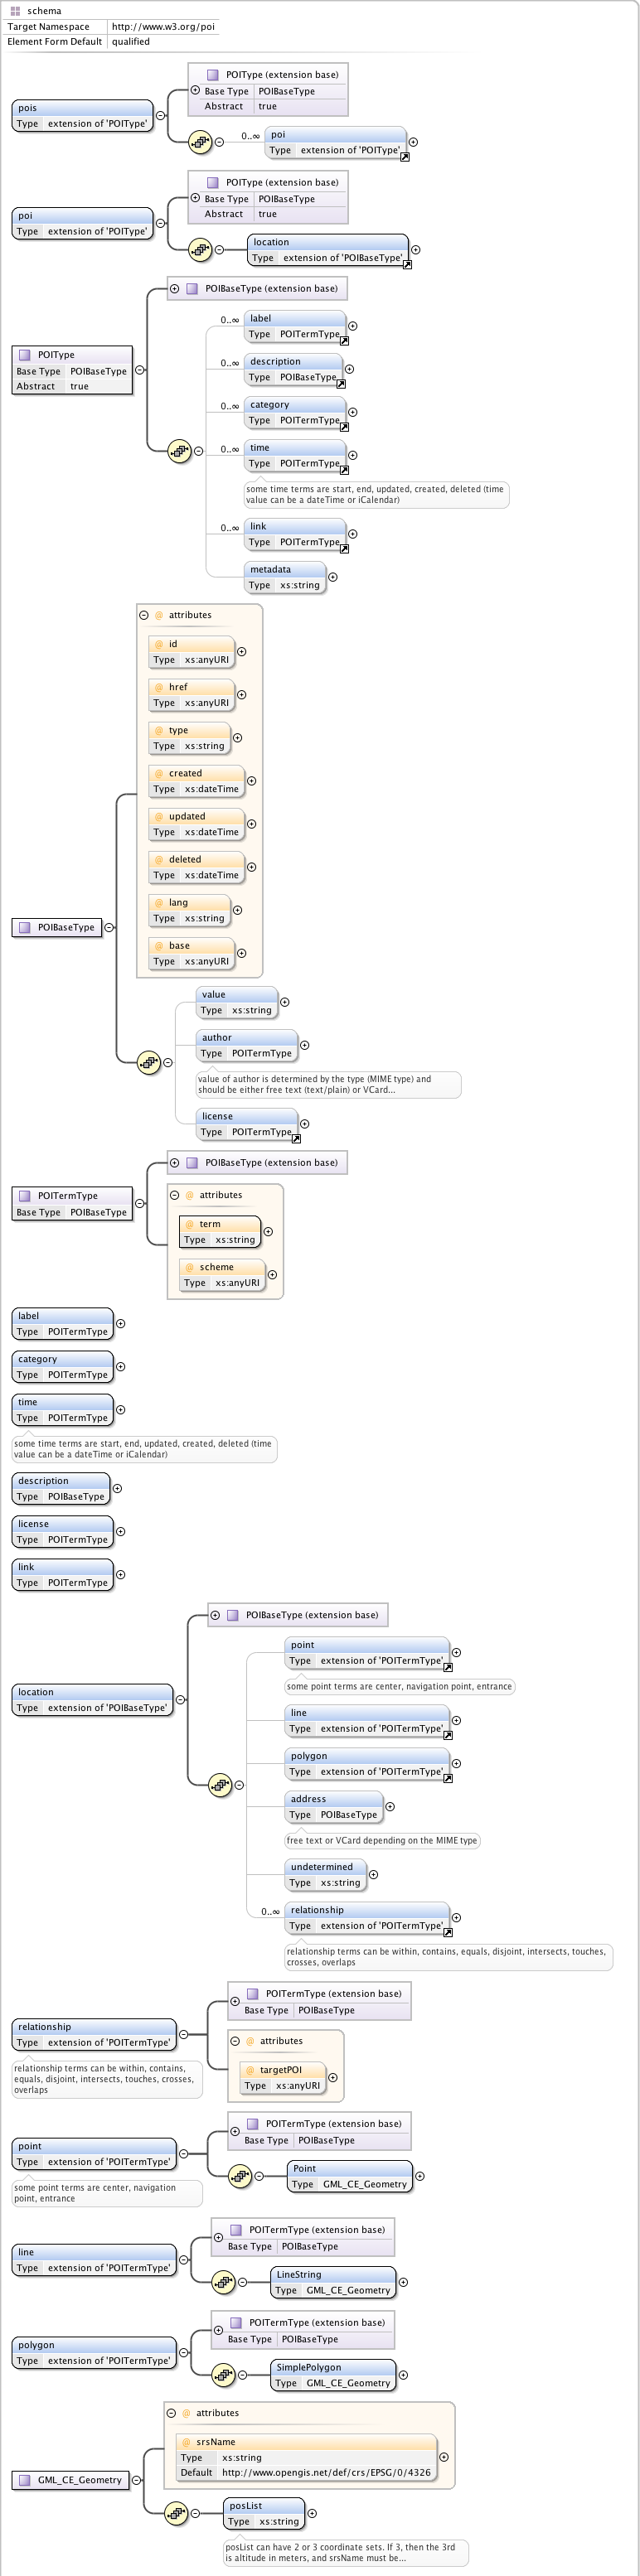 schema
Target Namespace http://www.w3.org/poi
Element Form Default qualified
POIType (extension base)
Base Type POIBaseType
Abstract true
pois
Type extension of 'POIType'
0..∞
poi
Type extension of 'POIType'
POIType (extension base)
Base Type POIBaseType
Abstract true
poi
Type extension of 'POIType'
location
Type extension of 'POIBaseType'
POIBaseType (extension base)
0..∞
label
Type POITermType
POIType
Base Type POIBaseType
Abstract true
0..∞
description
Type POIBaseType
0..∞
category
Type POITermType
0..∞
time
Type POITermType
some time terms are start, end, updated, created, deleted (time
value can be a dateTime or iCalendar)
0..∞
link
Type POITermType
metadata
Type xs:string
@ attributes
@ id
Type xs:anyURI
@ href
Type xs:anyURI
@ type
Type xs:string
@ created
Type xs:dateTime
@ updated
Type xs:dateTime
@ deleted
Type xs:dateTime
@ lang
Type xs:string
@ base
Type xs:anyURI
POIBaseType
value
Type xs:string
author
Type POITermType
value of author is determined by the type (MIME type) and
should be either free text (text/plain) or VCard...
license
Type POITermType
POIBaseType (extension base)
POITermType
Base Type POIBaseType
@ attributes
@ term
Type xs:string
@ scheme
Type xs:anyURI
label
Type POITermType
category
Type POITermType
time
Type POITermType
some time terms are start, end, updated, created, deleted (time
value can be a dateTime or iCalendar)
description
Type POIBaseType
license
Type POITermType
link
Type POITermType
POIBaseType (extension base)
location
Type extension of 'POIBaseType'
point
Type extension of 'POITermType'
some point terms are center, navigation point, entrance
line
Type extension of 'POITermType'
polygon
Type extension of 'POITermType'
address
Type POIBaseType
free text or VCard depending on the MIME type
undetermined
Type xs:string
0..∞
relationship
Type extension of 'POITermType'
relationship terms can be within, contains, equals, disjoint, intersects, touches,
crosses, overlaps
POITermType (extension base)
Base Type POIBaseType
relationship
Type extension of 'POITermType'
relationship terms can be within, contains,
equals, disjoint, intersects, touches, crosses,
overlaps
@ attributes
@ targetPOI
Type xs:anyURI
POITermType (extension base)
Base Type POIBaseType
point
Type extension of 'POITermType'
some point terms are center, navigation
point, entrance
Point
Type GML_CE_Geometry
POITermType (extension base)
Base Type POIBaseType
line
Type extension of 'POITermType'
LineString
Type GML_CE_Geometry
POITermType (extension base)
Base Type POIBaseType
polygon
Type extension of 'POITermType'
SimplePolygon
Type GML_CE_Geometry
@ attributes
@ srsName
Type xs:string
Default http://www.opengis.net/def/crs/EPSG/0/4326
GML_CE_Geometry
posList
Type xs:string
posList can have 2 or 3 coordinate sets. If 3, then the 3rd
is altitude in meters, and srsName must be...